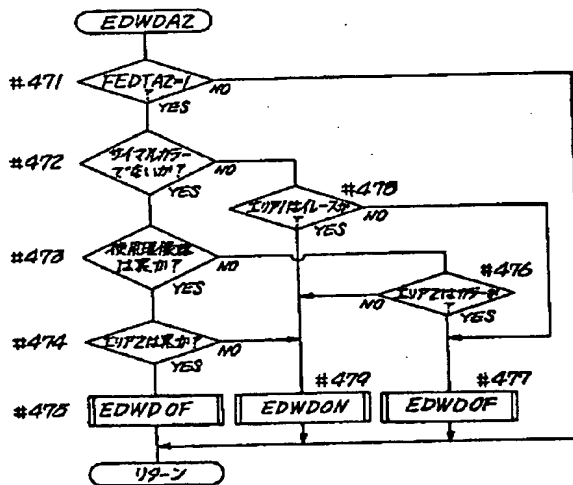 EDWDAZ
#471
FEDTAZ=1
?
NO
YES
#472
サイマルカラー
でないか?
NO
YES
#478
エリア1はイレースか
?
NO
YES
#473
使用現像器
は黒か?
NO
YES
#476
エリア2はカラーか
?
NO
YES
#474
エリア2は黒か?
NO
YES
#475
EDWDOF
#479
EDWDON
#477
EDWDOF
リターン